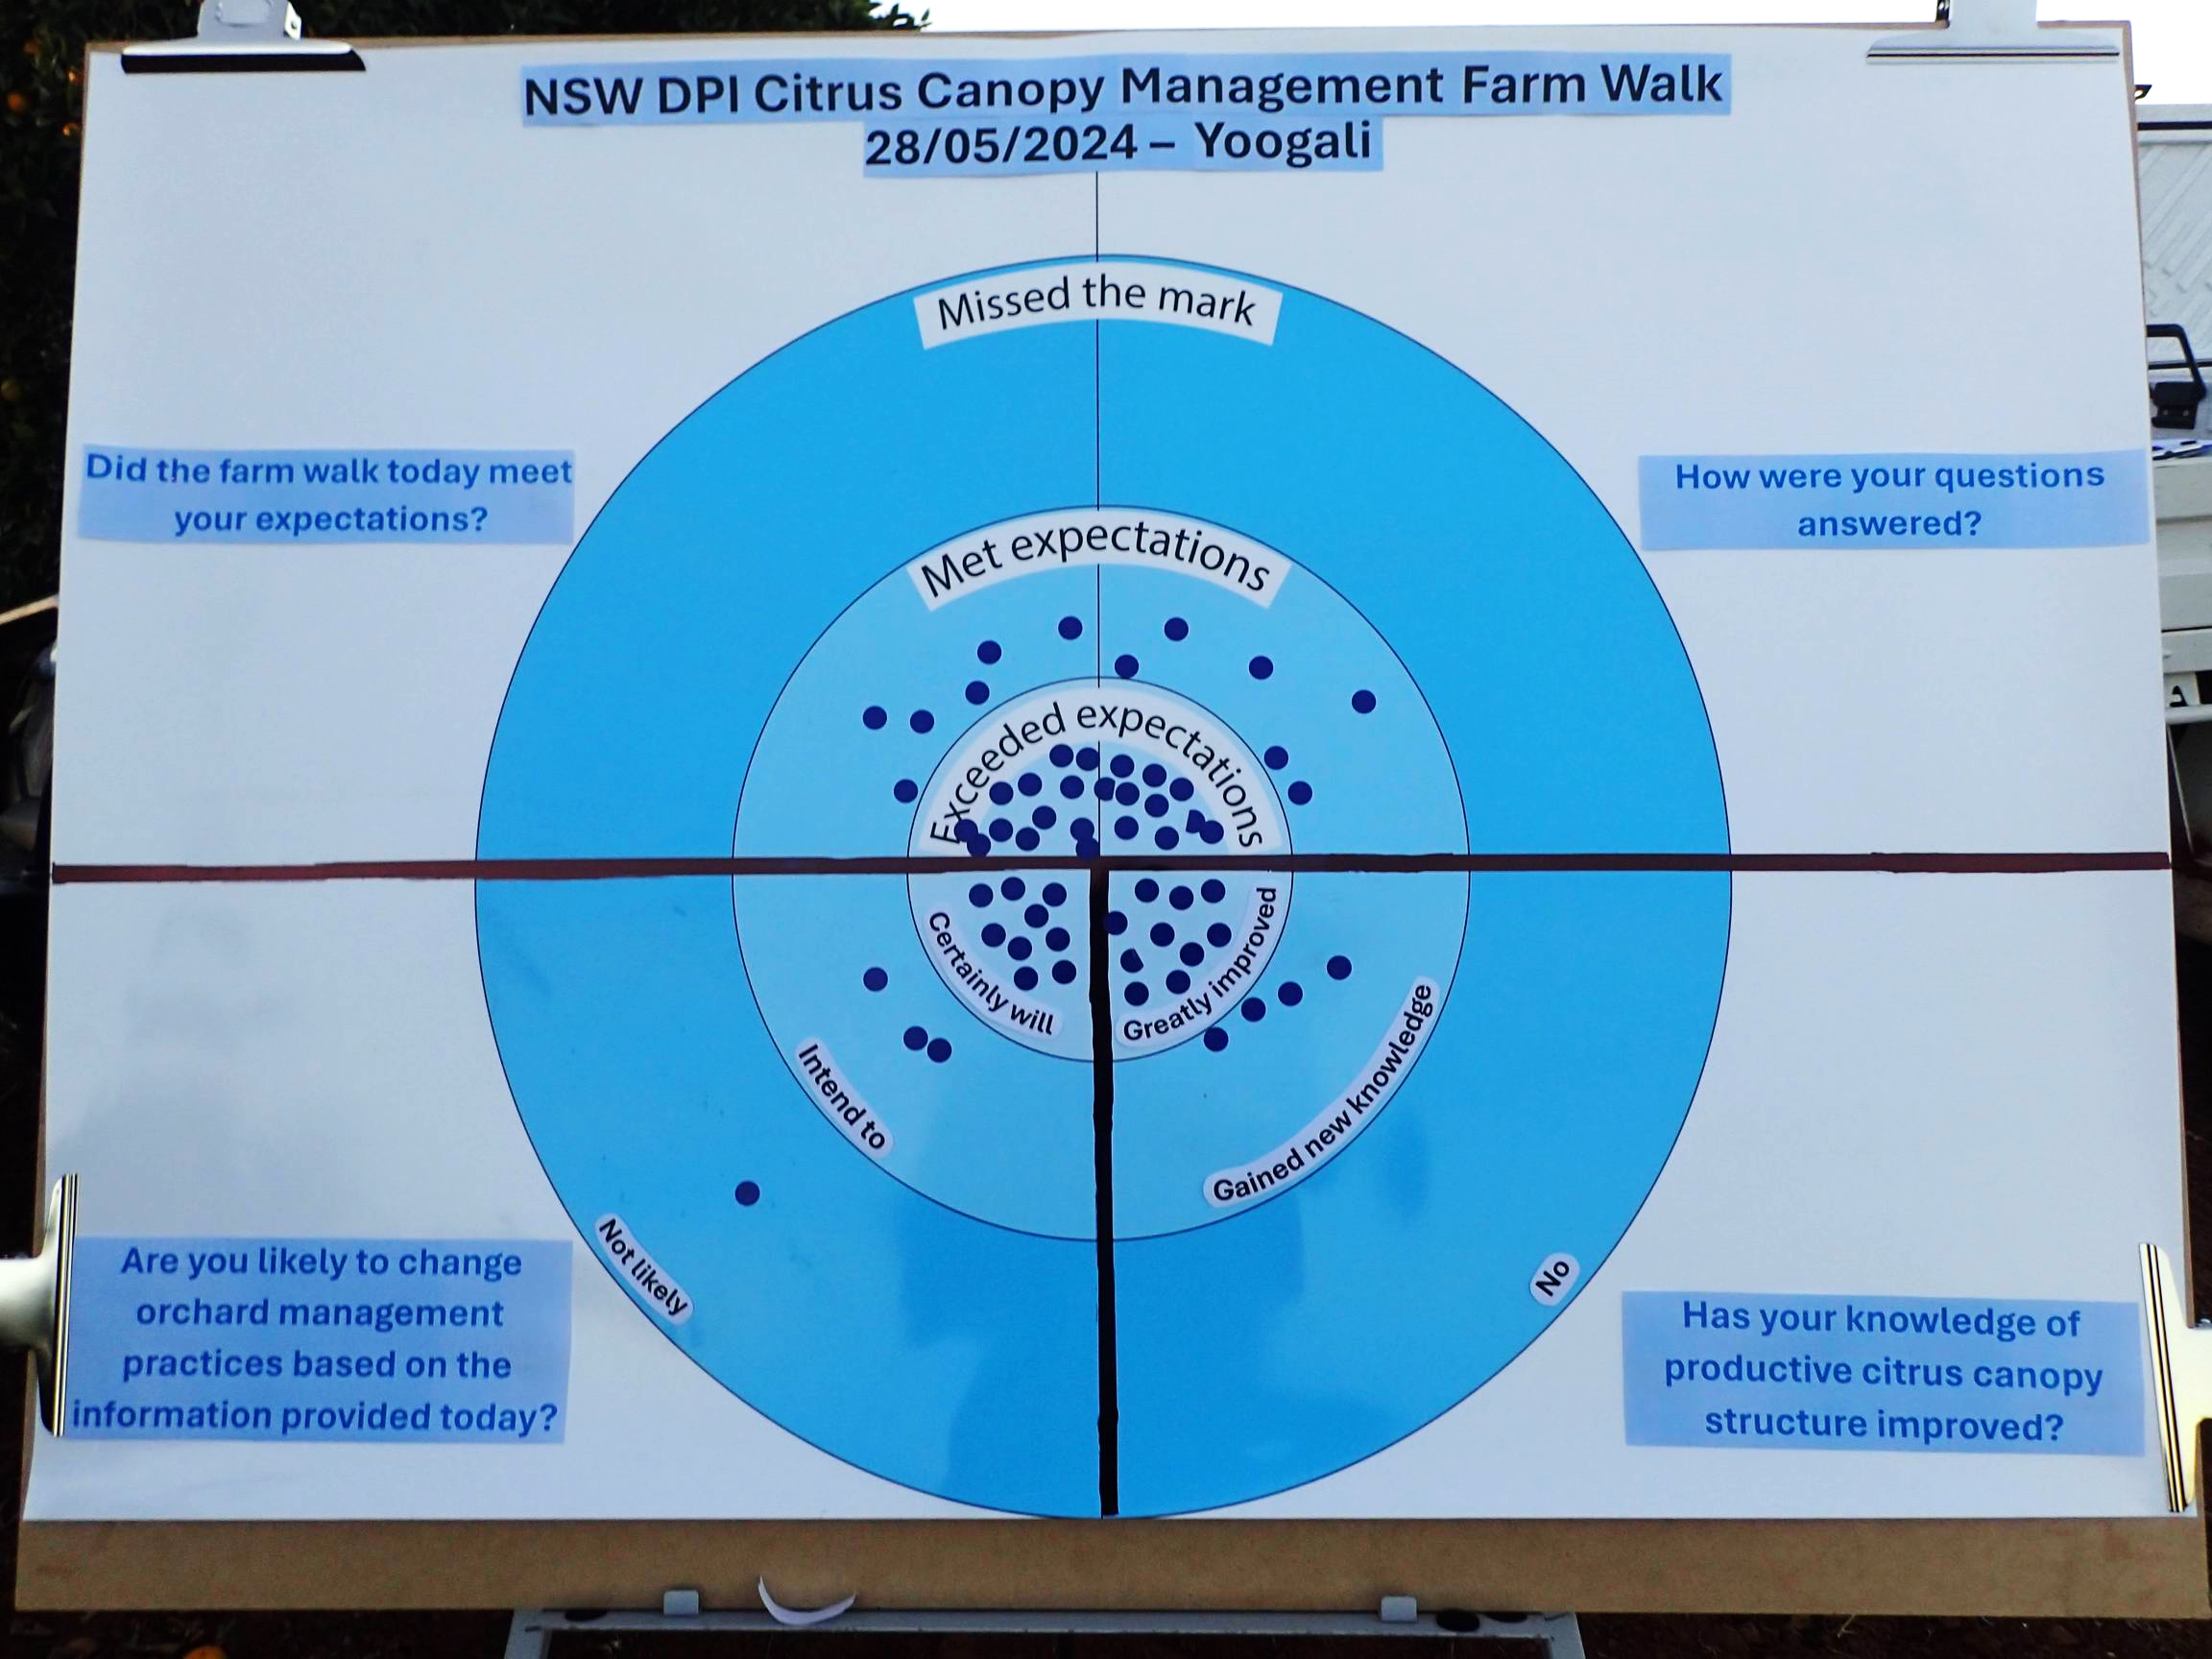 NSW DPI Citrus Canopy Management Farm Walk
28/05/2024 – Yoogali
Missed the mark
Did the farm walk today meet
your expectations?
How were your questions
answered?
Met expectations
Exceeded expectations
Certainly will
Greatly improved
Intend to
Gained new knowledge
Not likely
No
Are you likely to change
orchard management
practices based on the
information provided today?
Has your knowledge of
productive citrus canopy
structure improved?